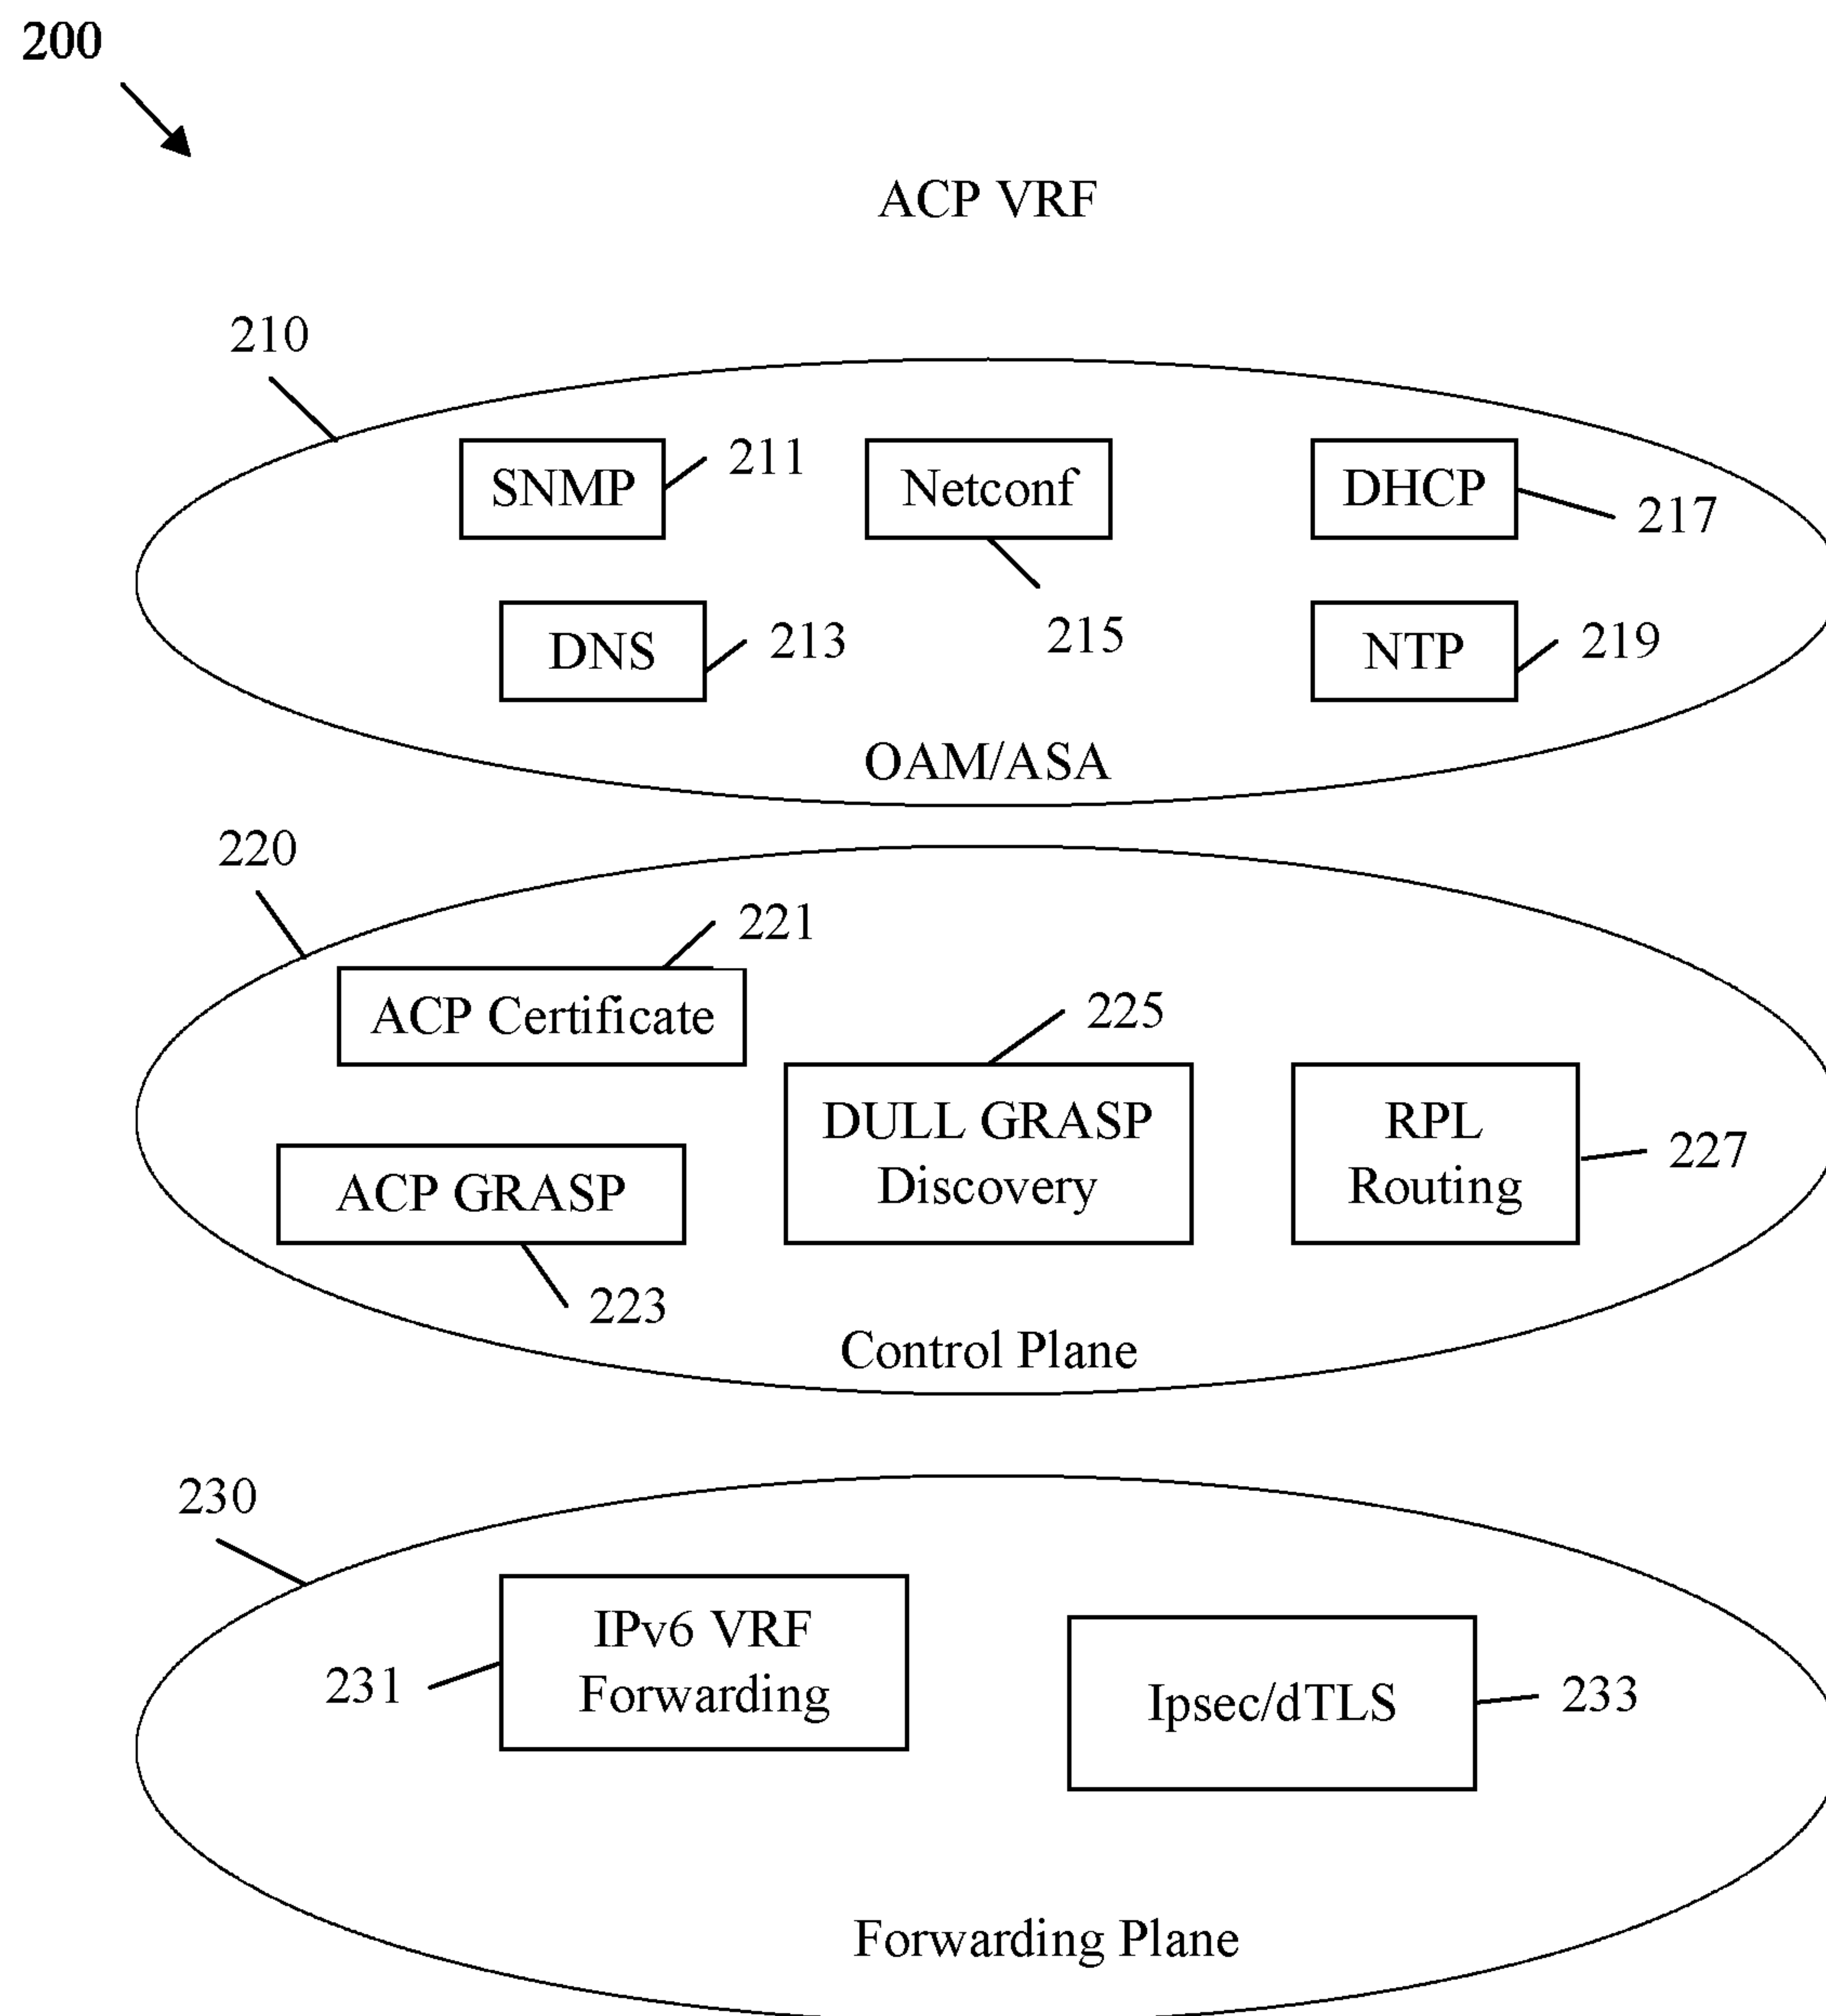 200
ACP VRF
210
SNMP
211
Netconf
DHCP
217
DNS
213
215
NTP
219
OAM/ASA
220
221
ACP Certificate
225
DULL GRASP
Discovery
RPL
Routing
227
ACP GRASP
223
Control Plane
230
IPv6 VRF
Forwarding
231
Ipsec/dTLS
233
Forwarding Plane